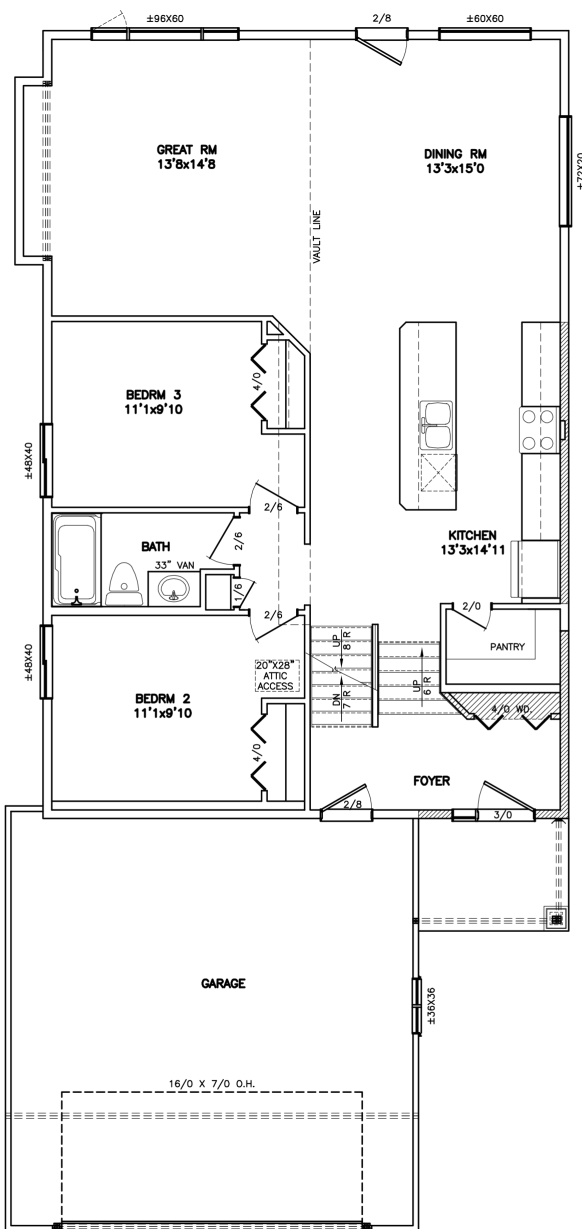 ±96X60
2/8
±60X60
GREAT RM
13'8x14'8
DINING RM
13'3x15'0
±72X20
VAULT LINE
BEDRM 3
11'1x9'10
4/0
±48X40
2/6
BATH
33" VAN
2/6
1/6
2/6
KITCHEN
13'3x14'11
2/0
PANTRY
±48X40
20"X28"
ATTIC
ACCESS
UP
8 R
DN
7 R
UP
6 R
BEDRM 2
11'1x9'10
4/0
4/0 WD.
FOYER
2/8
3/0
GARAGE
±36X36
16/0 X 7/0 O.H.